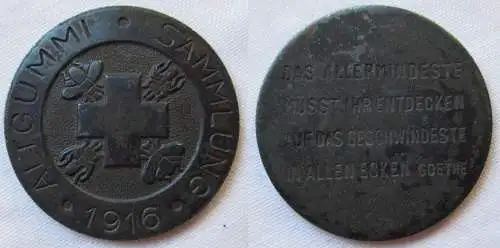 ALTGUMMI • SAMMLUNG •
1916 •
DAS ALLERMINDESTE
MÜSST IHR ENTDECKEN
AUF DAS GESCHWINDESTE
IN ALLEN ECKEN GOETHE